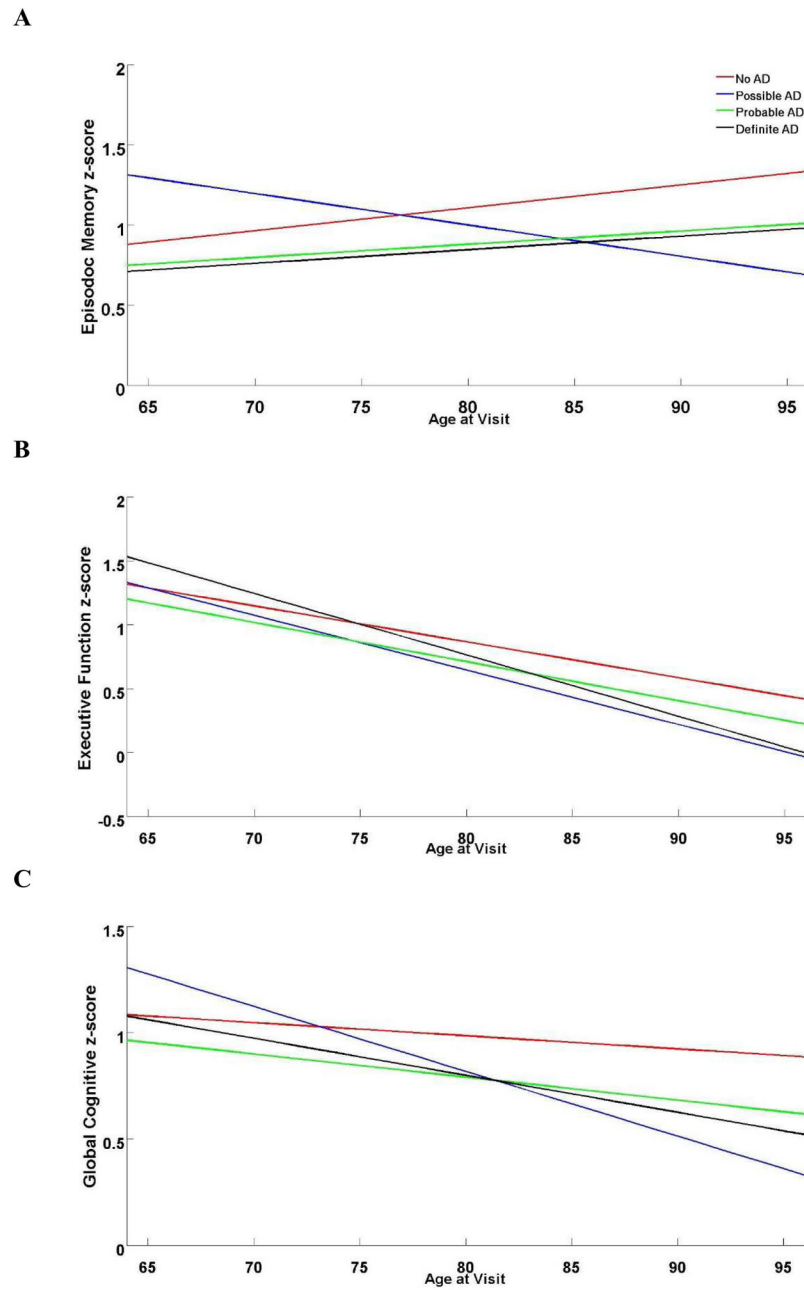 A
2
1.5
1
0.5
0
Episodoc Memory z-score
No AD
Possible AD
Probable AD
Definite AD
65 70 75 80 85 90 95
Age at Visit
B
2
1.5
1
0.5
0
-0.5
Executive Function z-score
65 70 75 80 85 90 95
Age at Visit
C
1.5
1
0.5
0
Global Cognitive z-score
65 70 75 80 85 90 95
Age at Visit